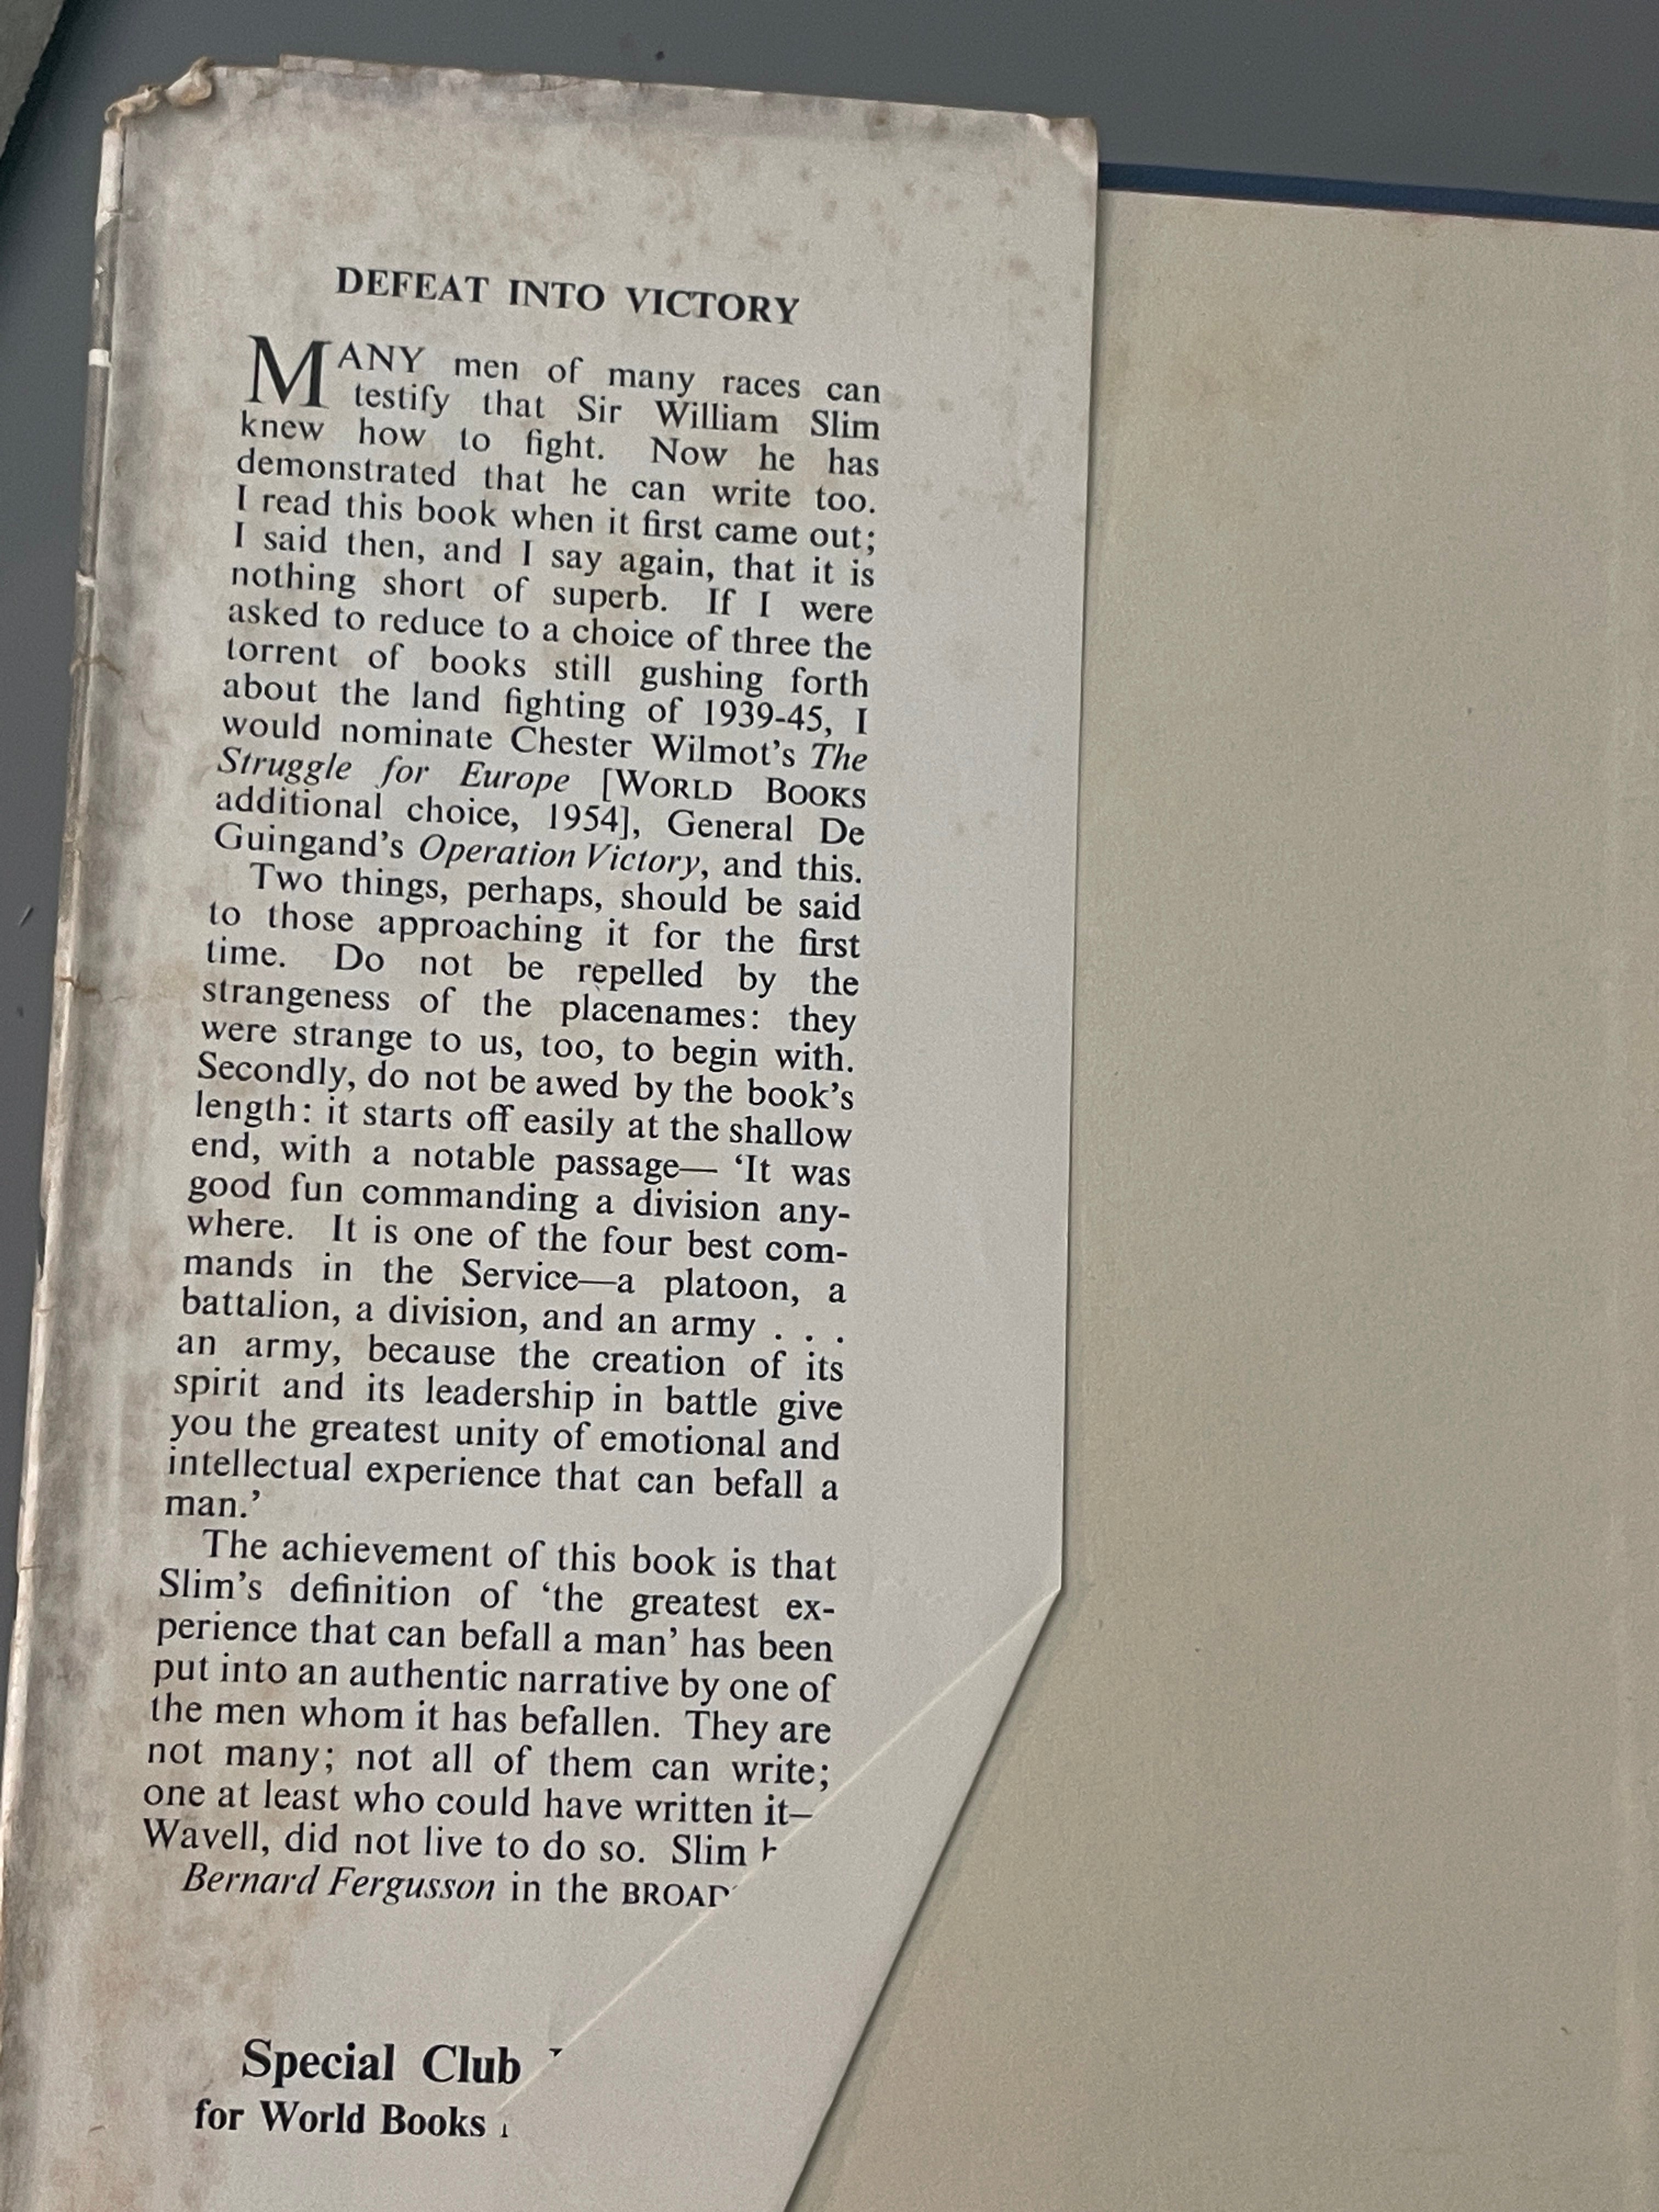 DEFEAT INTO VICTORY
MANY men of many races can
testify that Sir William Slim
knew how to fight. Now he has
demonstrated that he can write too.
I read this book when it first came out;
I said then, and I say again, that it is
nothing short of superb. If I were
asked to reduce to a choice of three the
torrent of books still gushing forth
about the land fighting of 1939-45, I
would nominate Chester Wilmot's The
Struggle for Europe [WORLD BOOKS
additional choice, 1954], General De
Guingand's Operation Victory, and this.
Two things, perhaps, should be said
to those approaching it for the first
time. Do not be repelled by the
strangeness of the placenames: they
were strange to us, too, to begin with.
Secondly, do not be awed by the book's
length: it starts off easily at the shallow
end, with a notable passage— ‘It was
good fun commanding a division any-
where. It is one of the four best com-
mands in the Service—a platoon, a
battalion, a division, and an army . . .
an army, because the creation of its
spirit and its leadership in battle give
you the greatest unity of emotional and
intellectual experience that can befall a
man.’
The achievement of this book is that
Slim's definition of ‘the greatest ex-
perience that can befall a man’ has been
put into an authentic narrative by one of
the men whom it has befallen. They are
not many; not all of them can write;
one at least who could have written it—
Wavell, did not live to do so. Slim
Bernard Fergusson in the
Special Club
for World Books